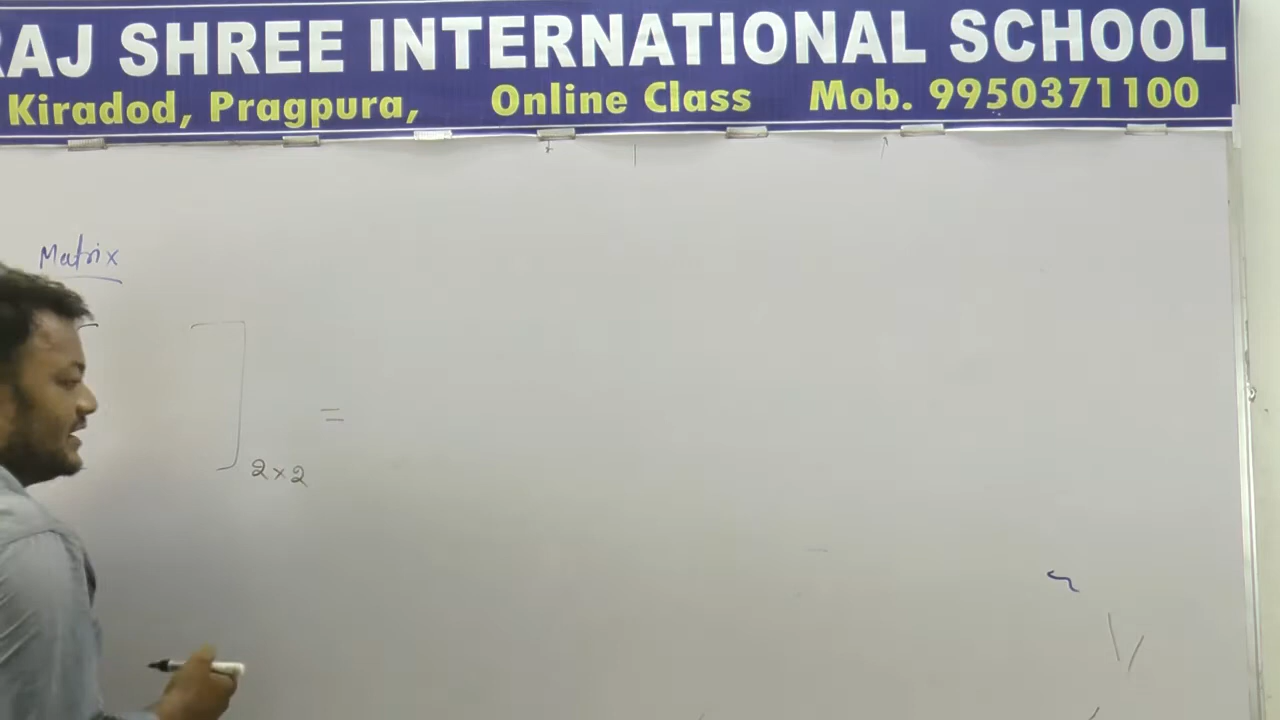 RAJ SHREE INTERNATIONAL SCHOOL
Kiradod, Pragpura, Online Class Mob. 9950371100
Matrix
] 2×2 =